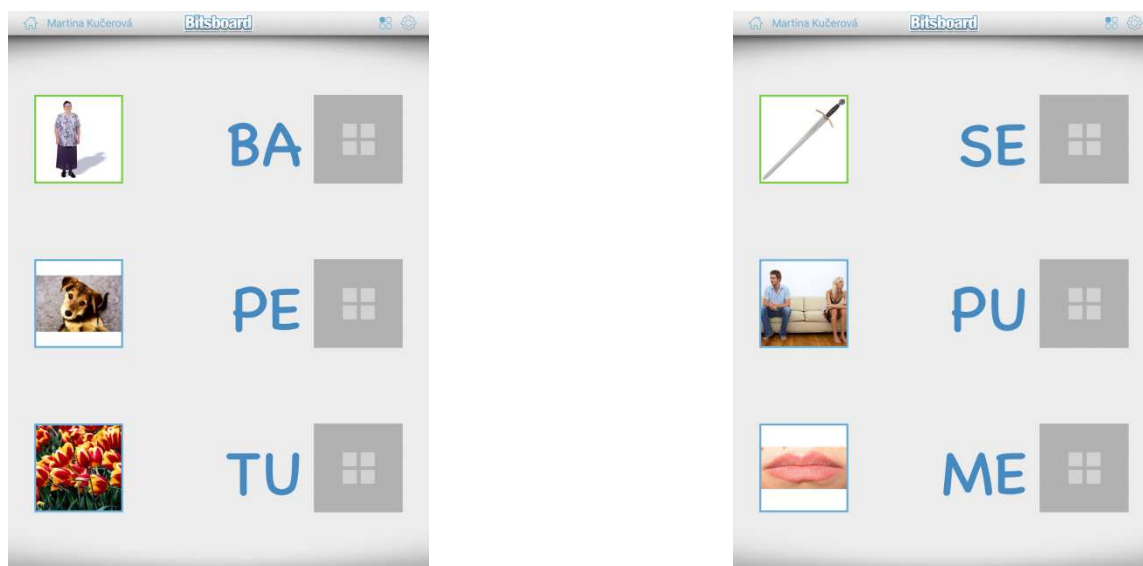 Martina Kučerová Bitsboard
BA
PE
TU
Martina Kučerová Bitsboard
SE
PU
ME